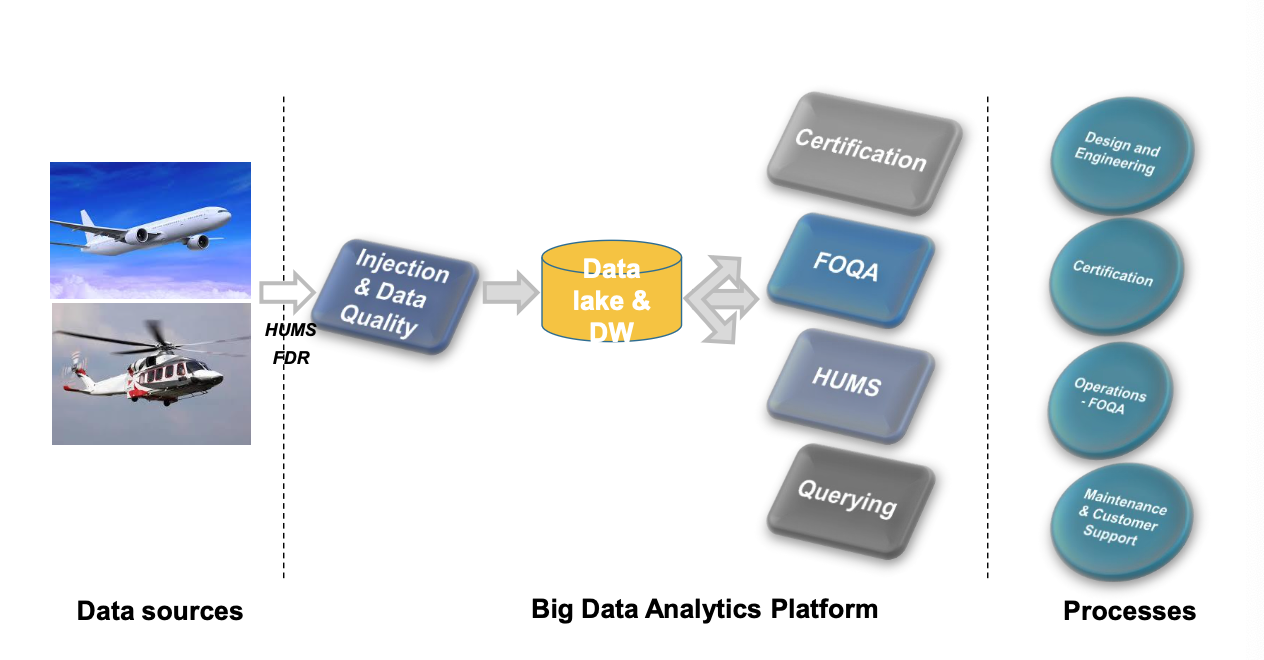 HUMS
FDR
Injection
& Data
Quality
Data
lake &
DW
Certification
FOQA
HUMS
Querying
Design and
Engineering
Certification
Operations
- FOQA
Maintenance
& Customer
Support
Data sources
Big Data Analytics Platform
Processes